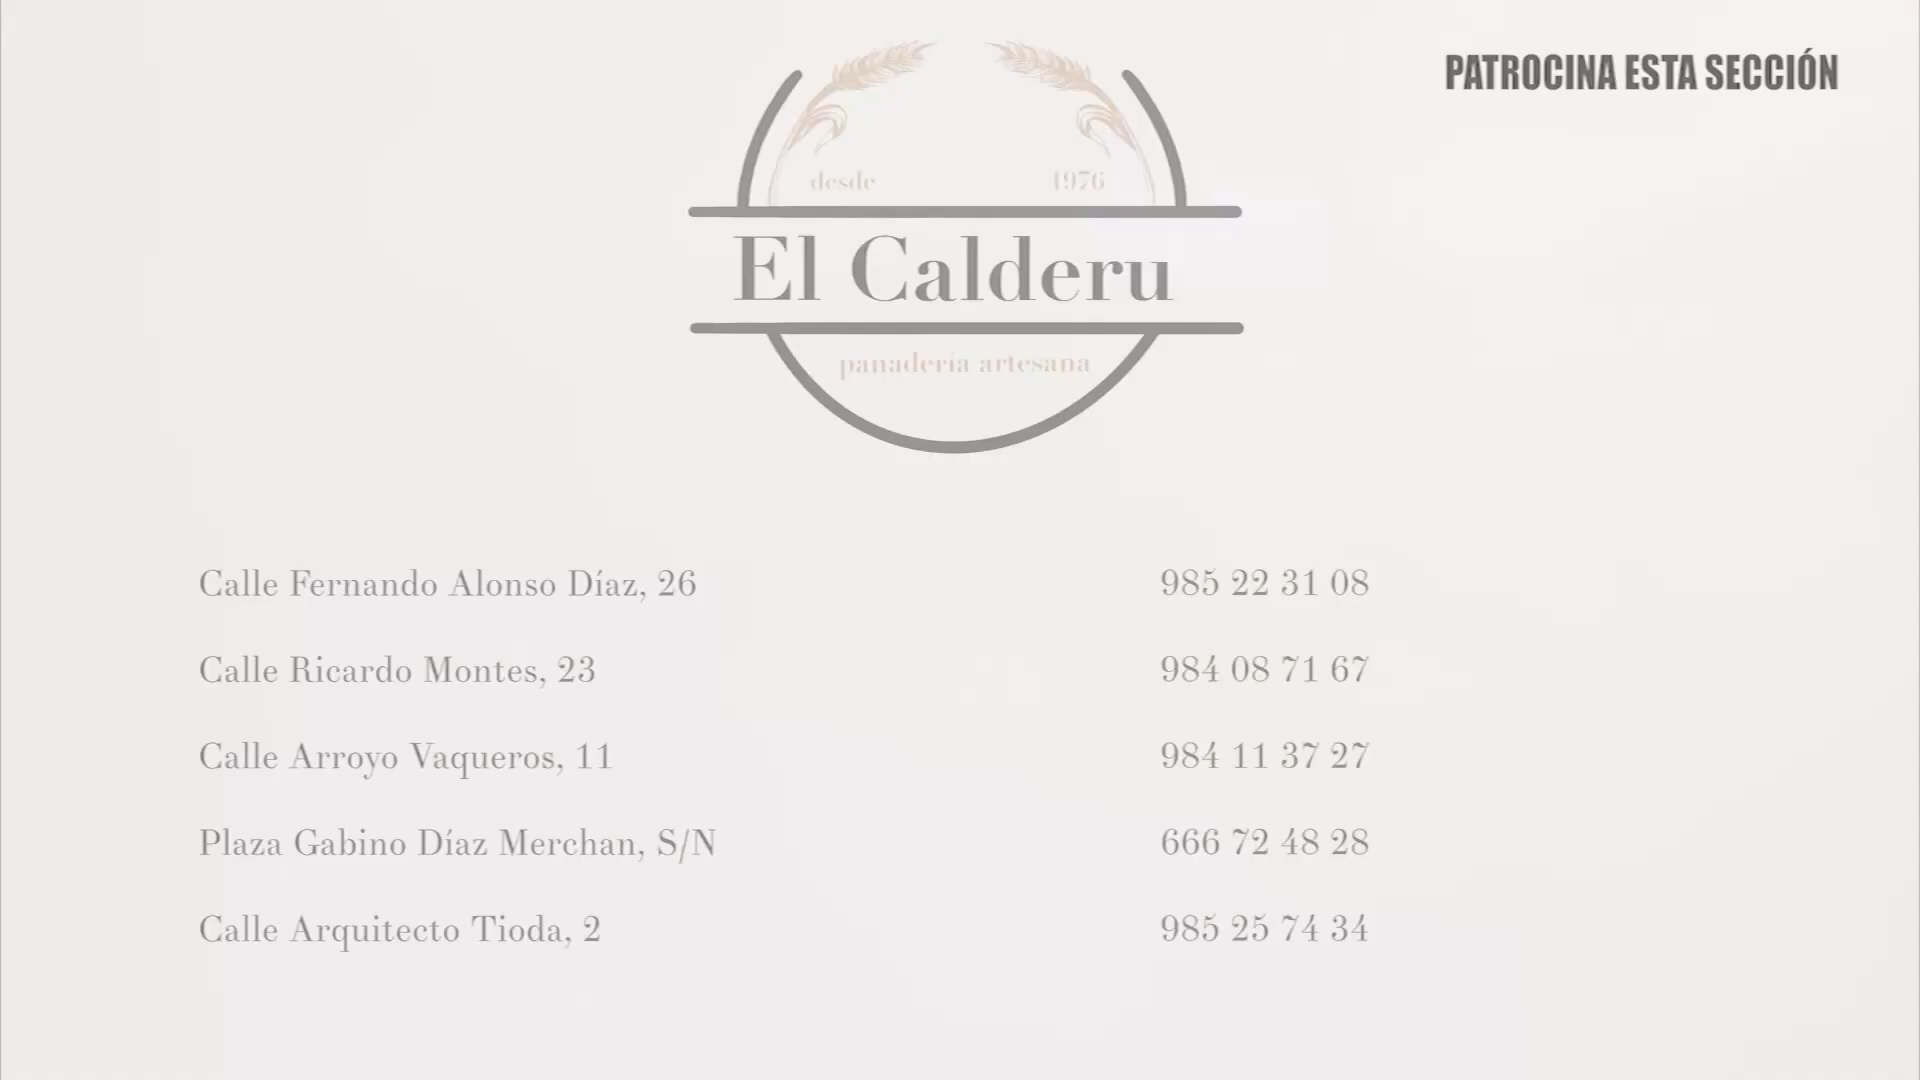 PATROCINA ESTA SECCIÓN
desde 1976
El Calderu
panadería artesana
Calle Fernando Alonso Díaz, 26 985 22 31 08
Calle Ricardo Montes, 23 984 08 71 67
Calle Arroyo Vaqueros, 11 984 11 37 27
Plaza Gabino Díaz Merchan, S/N 666 72 48 28
Calle Arquitecto Tioda, 2 985 25 74 34